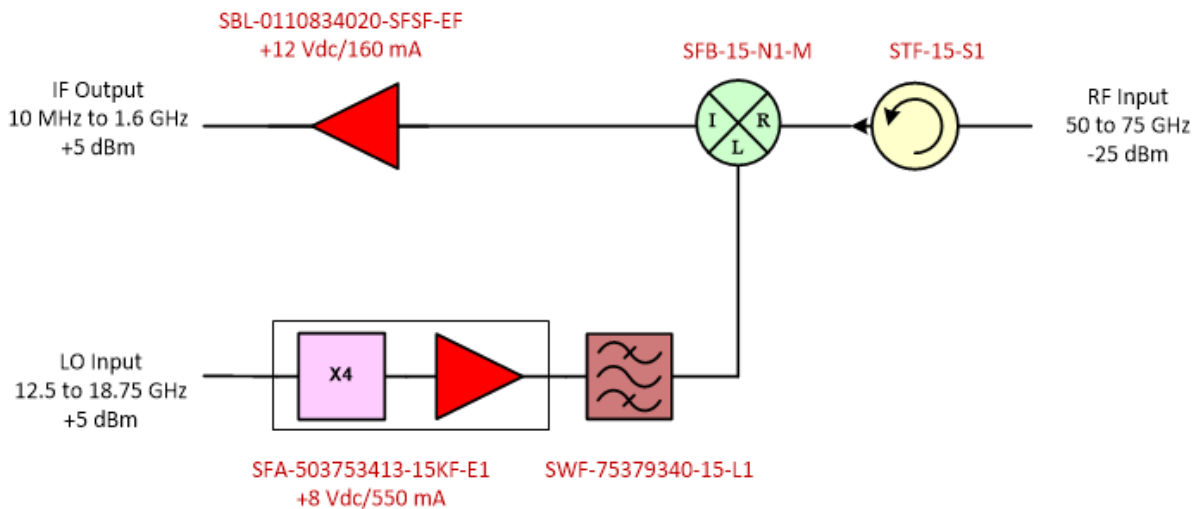 SBL-0110834020-SFSF-EF
+12 Vdc/160 mA
SFB-15-N1-M
STF-15-S1
IF Output
10 MHz to 1.6 GHz
+5 dBm
I
R
L
RF Input
50 to 75 GHz
-25 dBm
LO Input
12.5 to 18.75 GHz
+5 dBm
X4
SFA-503753413-15KF-E1
+8 Vdc/550 mA
SWF-75379340-15-L1